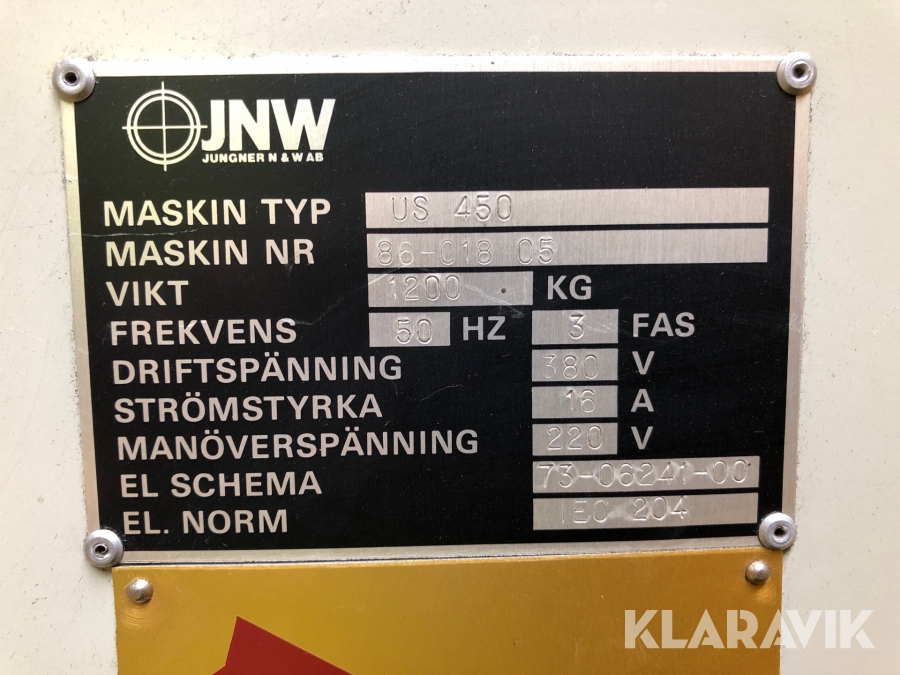 JNW
JUNGNER N & W AB
MASKIN TYP US 450
MASKIN NR 86-018 05
VIKT 1200 KG
FREKVENS 50 HZ 3 FAS
DRIFTSPÄNNING 380 V
STRÖMSTYRKA 16 A
MANÖVERSPÄNNING 220 V
EL SCHEMA 73-06241-00
EL. NORM IEC 204
KLARAVIK